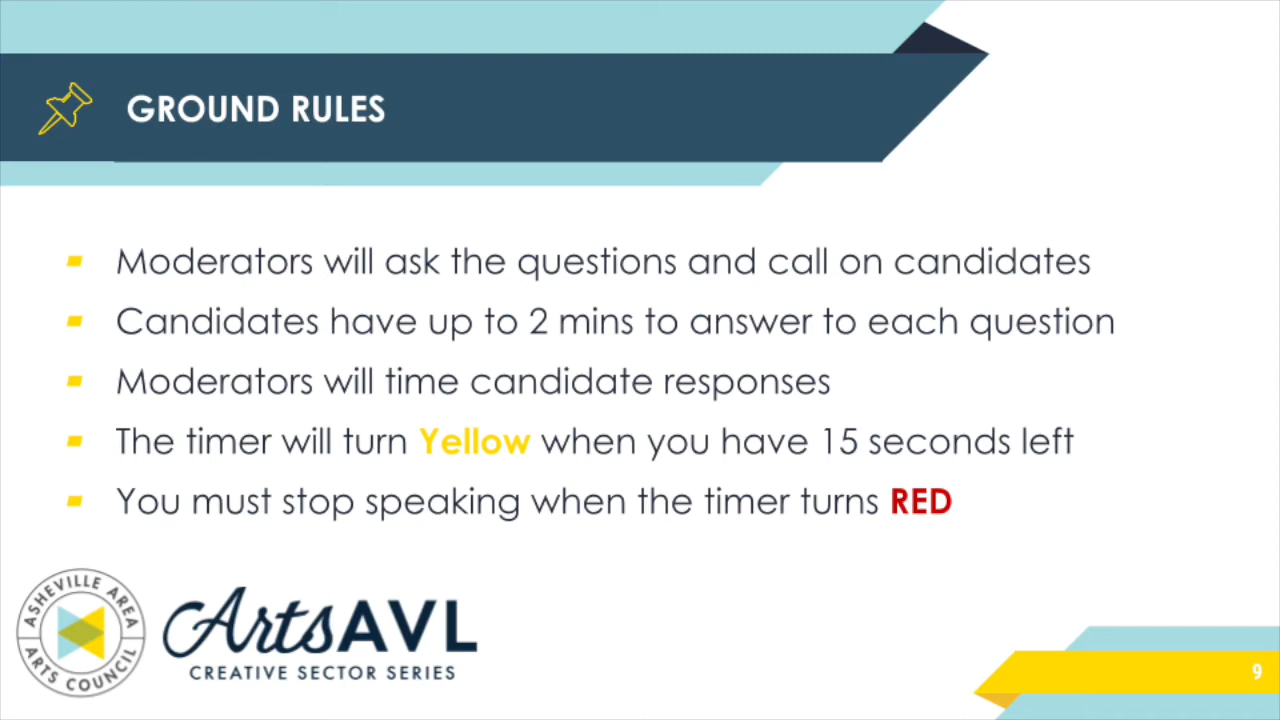 GROUND RULES
Moderators will ask the questions and call on candidates
Candidates have up to 2 mins to answer to each question
Moderators will time candidate responses
The timer will turn Yellow when you have 15 seconds left
You must stop speaking when the timer turns RED
ASHEVILLE AREA
ARTS COUNCIL
ArtsAVL
CREATIVE SECTOR SERIES
9